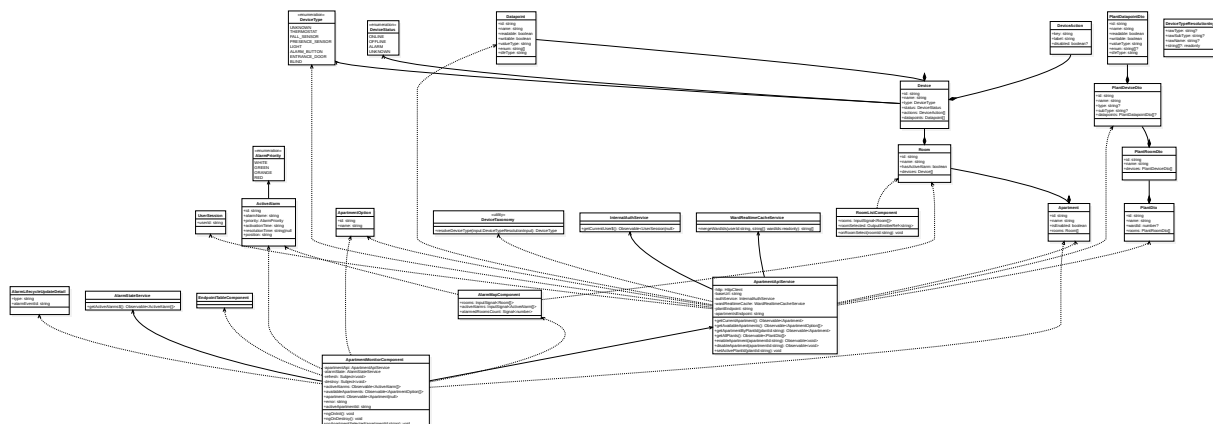 «enumeration»
DeviceType
UNKNOWN
THERMOSTAT
FALL_SENSOR
PRESENCE_SENSOR
LIGHT
ALARM_BUTTON
ENTRANCE_DOOR
BLIND
«enumeration»
DeviceStatus
ONLINE
OFFLINE
ALARM
UNKNOWN
Datapoint
+id: string
+name: string
+readable: boolean
+writable: boolean
+valueType: string
+enum: string[]
+sfeType: string
DeviceAction
+key: string
+label: string
+disabled: boolean?
PlantDatapointDto
+id: string
+name: string
+readable: boolean
+writable: boolean
+valueType: string
+enum: string[]
+sfeType: string
+rawType: string?
+rawSubType: string?
+rawName: string?
Device
+id: string
+name: string
+type: DeviceType
+status: DeviceStatus
+actions: DeviceAction[]
+datapoints: Datapoint[]
PlantDeviceDto
+id: string
+name: string
+type: string?
+subType: string?
+datapoints: PlantDatapointDto[]?
«enumeration»
AlarmPriority
WHITE
GREEN
ORANGE
RED
Room
+id: string
+name: string
+hasActiveAlarm: boolean
+devices: Device[]
PlantRoomDto
+id: string
+name: string
+devices: PlantDeviceDto[]
UserSession
+userId: string
ActiveAlarm
+id: string
+alarmName: string
+priority: AlarmPriority
+activationTime: string
+resolutionTime: string|null
+position: string
ApartmentOption
+id: string
+name: string
«utility»
DeviceTaxonomy
+resolveDeviceType(input:DeviceTypeResolutionInput): DeviceType
InternalAuthService
+getCurrentUser$(): Observable<UserSession|null>
WardRealtimeCacheService
RoomListComponent
+rooms: InputSignal<Room[]>
+roomSelected: OutputEmitterRef<string>
+onRoomSelect(roomId:string): void
Apartment
+id: string
+name: string
+isEnabled: boolean
+rooms: Room[]
PlantDto
+id: string
+name: string
+wardId: number?
+rooms: PlantRoomDto[]
AlarmLifecycleUpdateDetail
+type: string
+alarmEventId: string
AlarmStateService
+getActiveAlarms$(): Observable<ActiveAlarm[]>
EndpointTableComponent
AlarmMapComponent
+rooms: InputSignal<Room[]>
+activeAlarms: InputSignal<ActiveAlarm[]>
+alarmedRoomsCount: Signal<number>
ApartmentApiService
-http: HttpClient
-baseUrl: string
-authService: InternalAuthService
-wardRealtimeCache: WardRealtimeCacheService
-plantEndpoint: string
-apartmentsEndpoint: string
+getCurrentApartment(): Observable<Apartment>
+getAvailableApartments(): Observable<ApartmentOption[]>
+getApartmentByPlantId(plantId:string): Observable<Apartment>
+getAllPlants(): Observable<PlantDto[]>
+enableApartment(apartmentId:string): Observable<void>
+disableApartment(apartmentId:string): Observable<void>
+setActivePlantId(plantId:string): void
ApartmentMonitorComponent
-apartmentApi: ApartmentApiService
-alarmState: AlarmStateService
-refresh: Subject<void>
-destroy: Subject<void>
+activeAlarms: Observable<ActiveAlarm[]>
+availableApartments: Observable<ApartmentOption[]>
+apartment: Observable<Apartment|null>
+error: string
+activeApartmentId: string
+ngOnInit(): void
+ngOnDestroy(): void